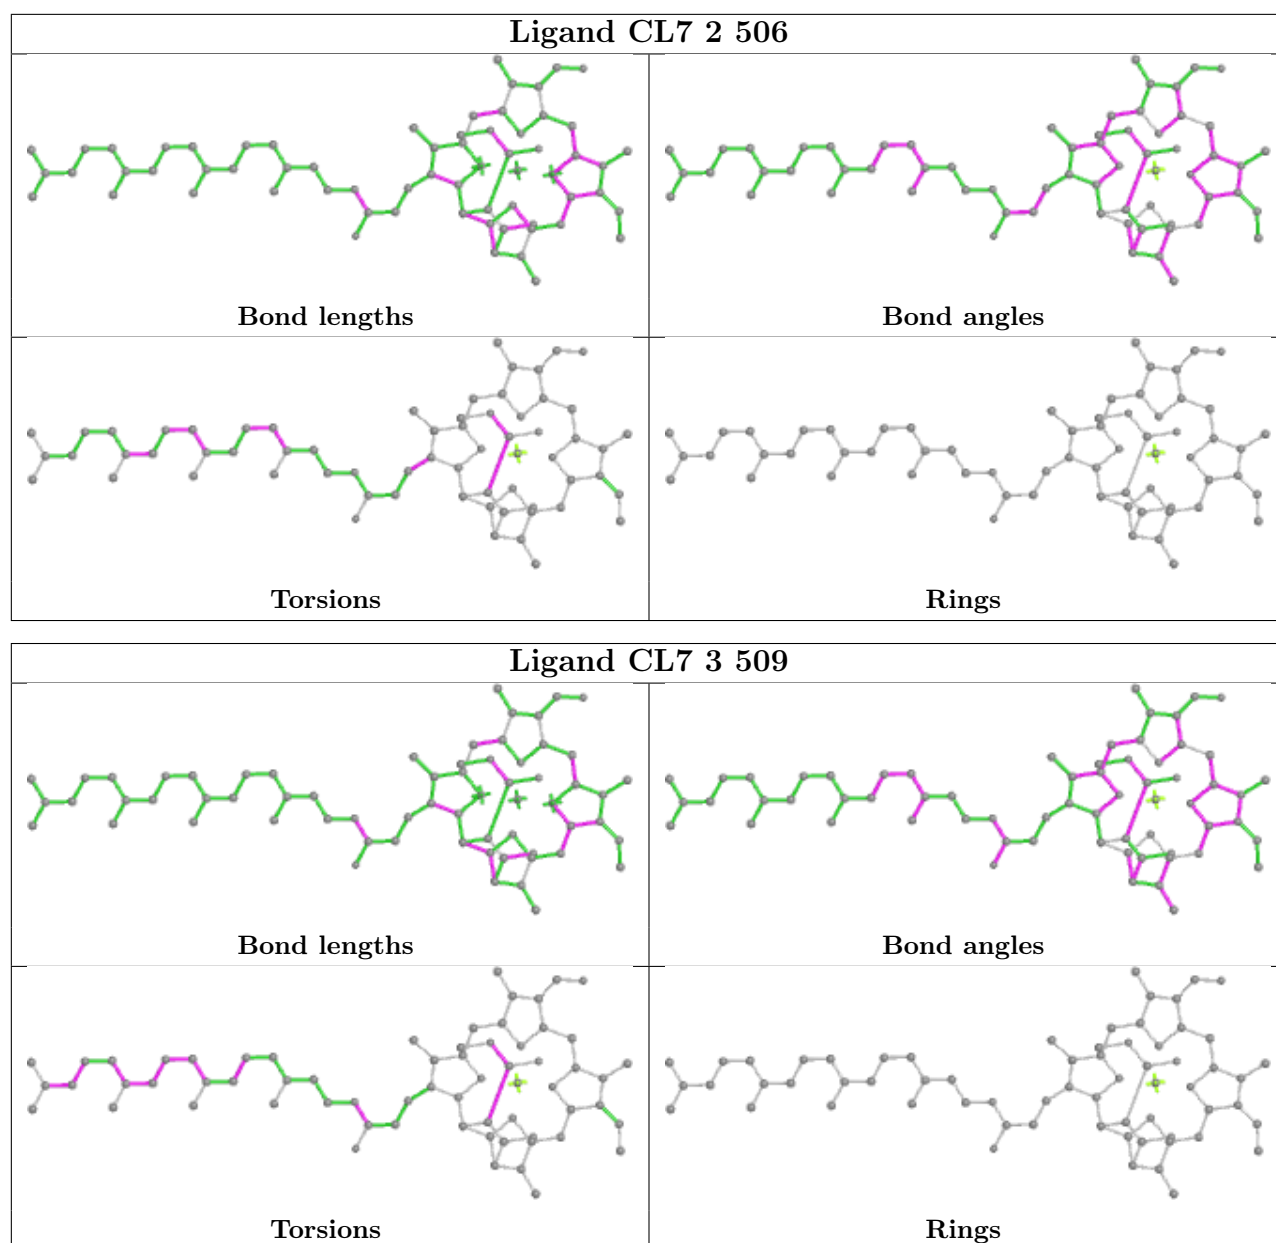 Ligand CL7 2 506
Bond lengths
Bond angles
Torsions
Rings
Ligand CL7 3 509
Bond lengths
Bond angles
Torsions
Rings